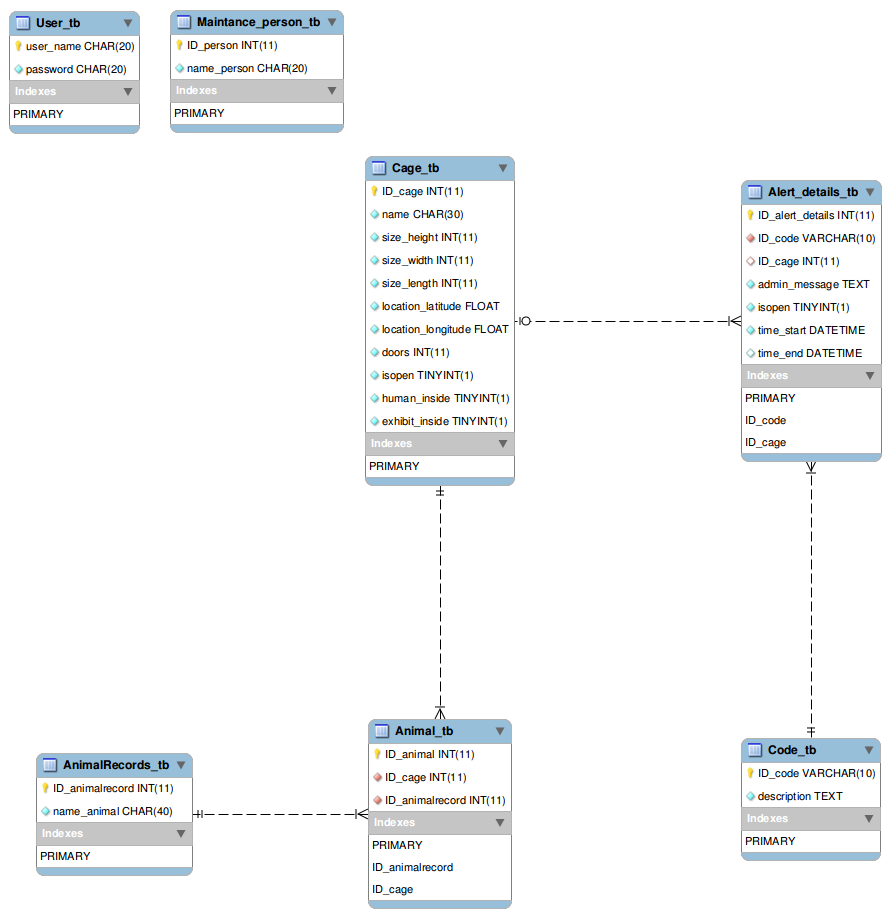 User_tb
user_name CHAR(20)
password CHAR(20)
Indexes
PRIMARY
Maintance_person_tb
ID_person INT(11)
name_person CHAR(20)
Indexes
PRIMARY
Cage_tb
ID_cage INT(11)
name CHAR(30)
size_height INT(11)
size_width INT(11)
size_length INT(11)
location_latitude FLOAT
location_longitude FLOAT
doors INT(11)
isopen TINYINT(1)
human_inside TINYINT(1)
exhibit_inside TINYINT(1)
Indexes
PRIMARY
Alert_details_tb
ID_alert_details INT(11)
ID_code VARCHAR(10)
ID_cage INT(11)
admin_message TEXT
isopen TINYINT(1)
time_start DATETIME
time_end DATETIME
Indexes
PRIMARY
ID_code
ID_cage
AnimalRecords_tb
ID_animalrecord INT(11)
name_animal CHAR(40)
Indexes
PRIMARY
Animal_tb
ID_animal INT(11)
ID_cage INT(11)
ID_animalrecord INT(11)
Indexes
PRIMARY
ID_animalrecord
ID_cage
Code_tb
ID_code VARCHAR(10)
description TEXT
Indexes
PRIMARY